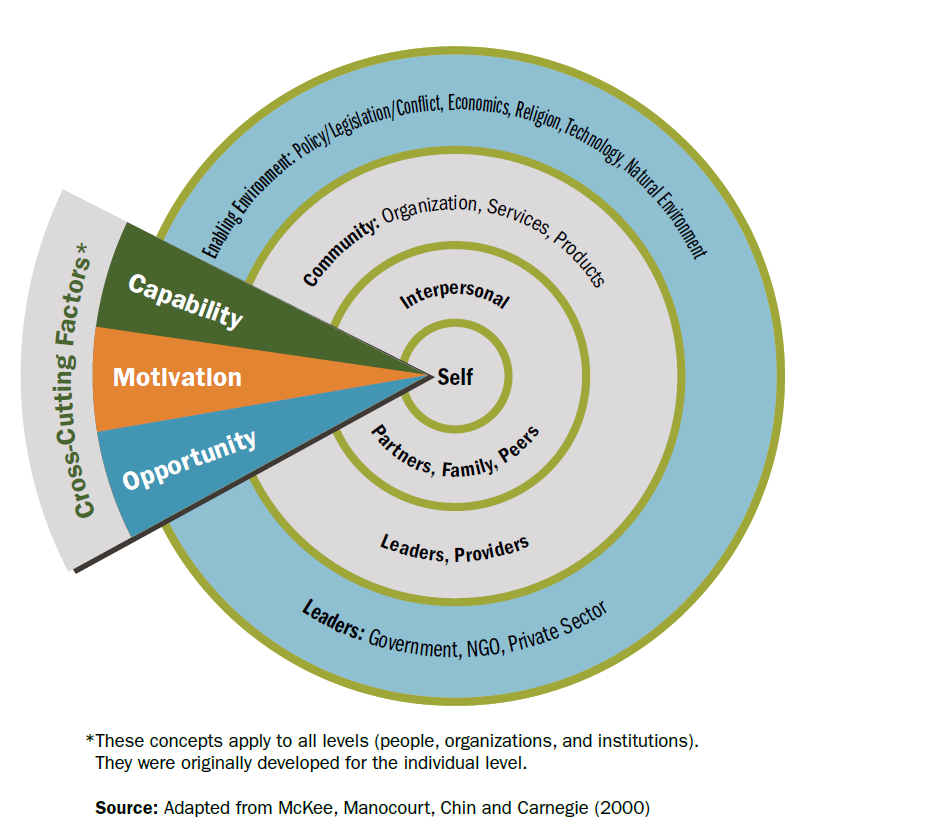 Enabling Environment: Policy/Legislation/Conflict, Economics, Religion, Technology, Natural Environment
Community: Organization, Services, Products
Interpersonal
Self
Partners, Family, Peers
Leaders, Providers
Leaders: Government, NGO, Private Sector
Cross-Cutting Factors*
Capability
Motivation
Opportunity
*These concepts apply to all levels (people, organizations, and institutions).
They were originally developed for the individual level.
Source: Adapted from McKee, Manocourt, Chin and Carnegie (2000)